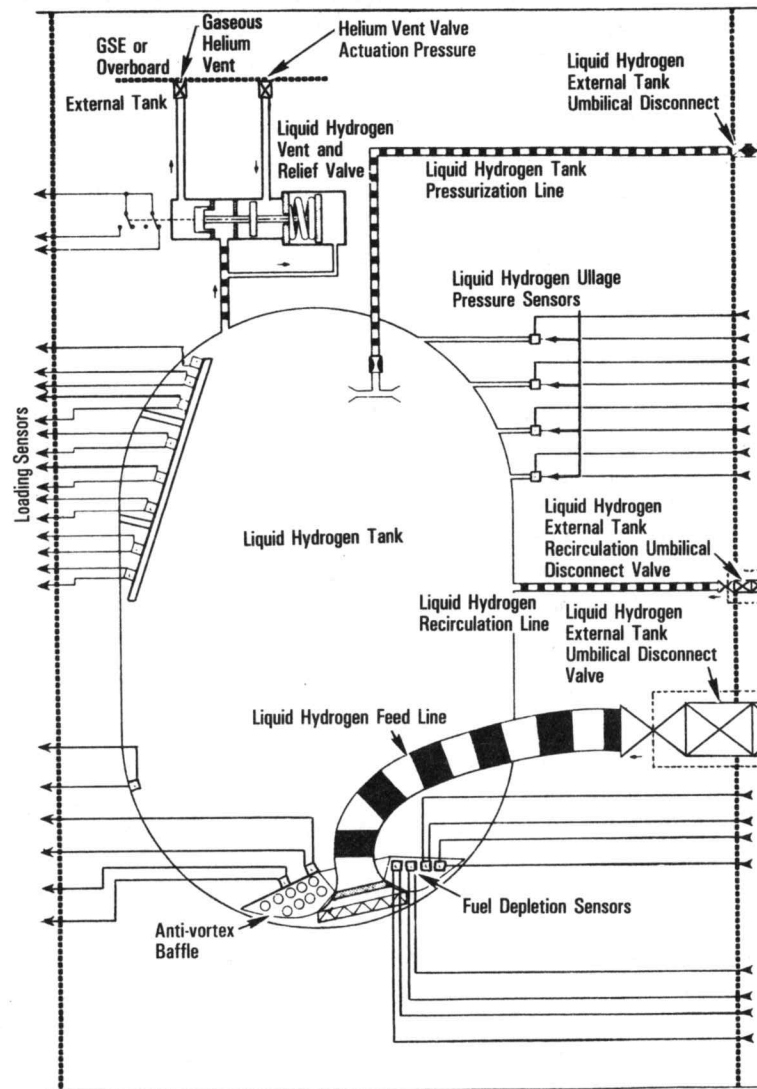 GSE or
Overboard
Gaseous
Helium
Vent
Helium Vent Valve
Actuation Pressure
External Tank
Liquid Hydrogen
Vent and
Relief Valve
Liquid Hydrogen
External Tank
Umbilical Disconnect
Liquid Hydrogen Tank
Pressurization Line
Liquid Hydrogen Ullage
Pressure Sensors
Loading Sensors
Liquid Hydrogen Tank
Liquid Hydrogen
External Tank
Recirculation Umbilical
Disconnect Valve
Liquid Hydrogen
Recirculation Line
Liquid Hydrogen
External Tank
Umbilical Disconnect
Valve
Liquid Hydrogen Feed Line
Fuel Depletion Sensors
Anti-vortex
Baffle